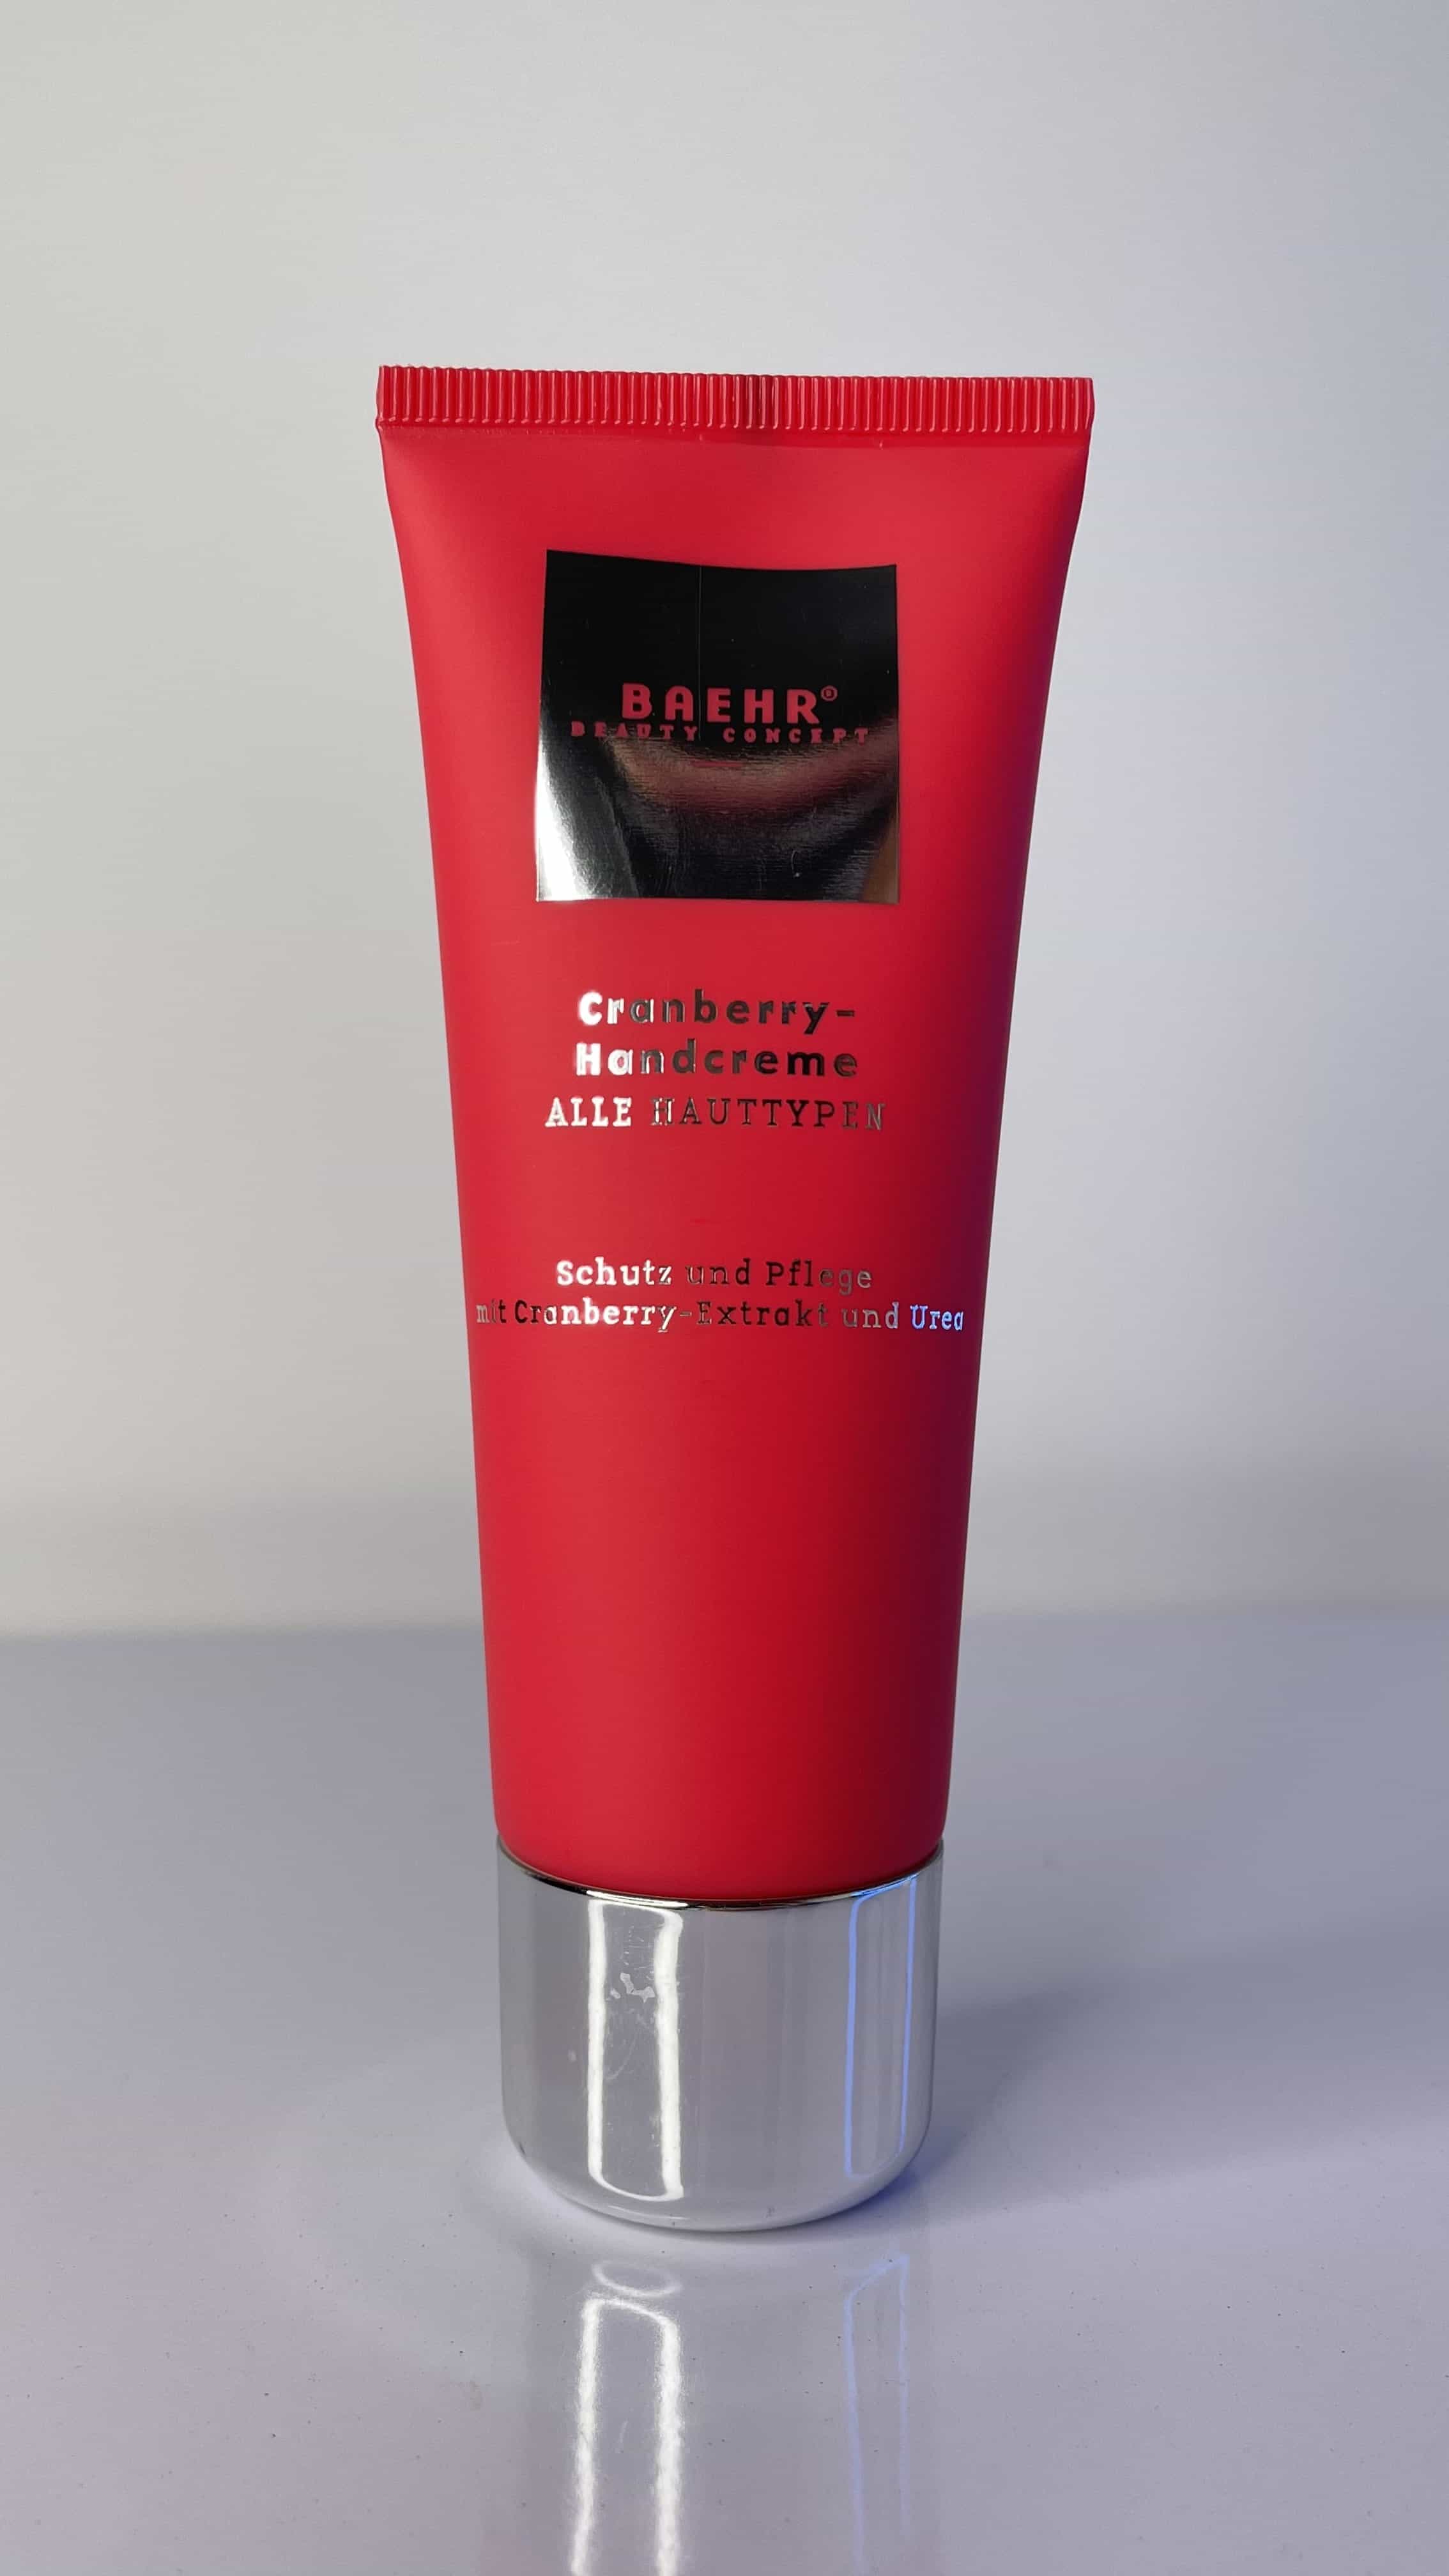 BAEHR®
BEAUTY CONCEPT
Cranberry-
Handcreme
ALLE HAUTTYPEN
Schutz und Pflege
mit Cranberry-Extrakt und Urea